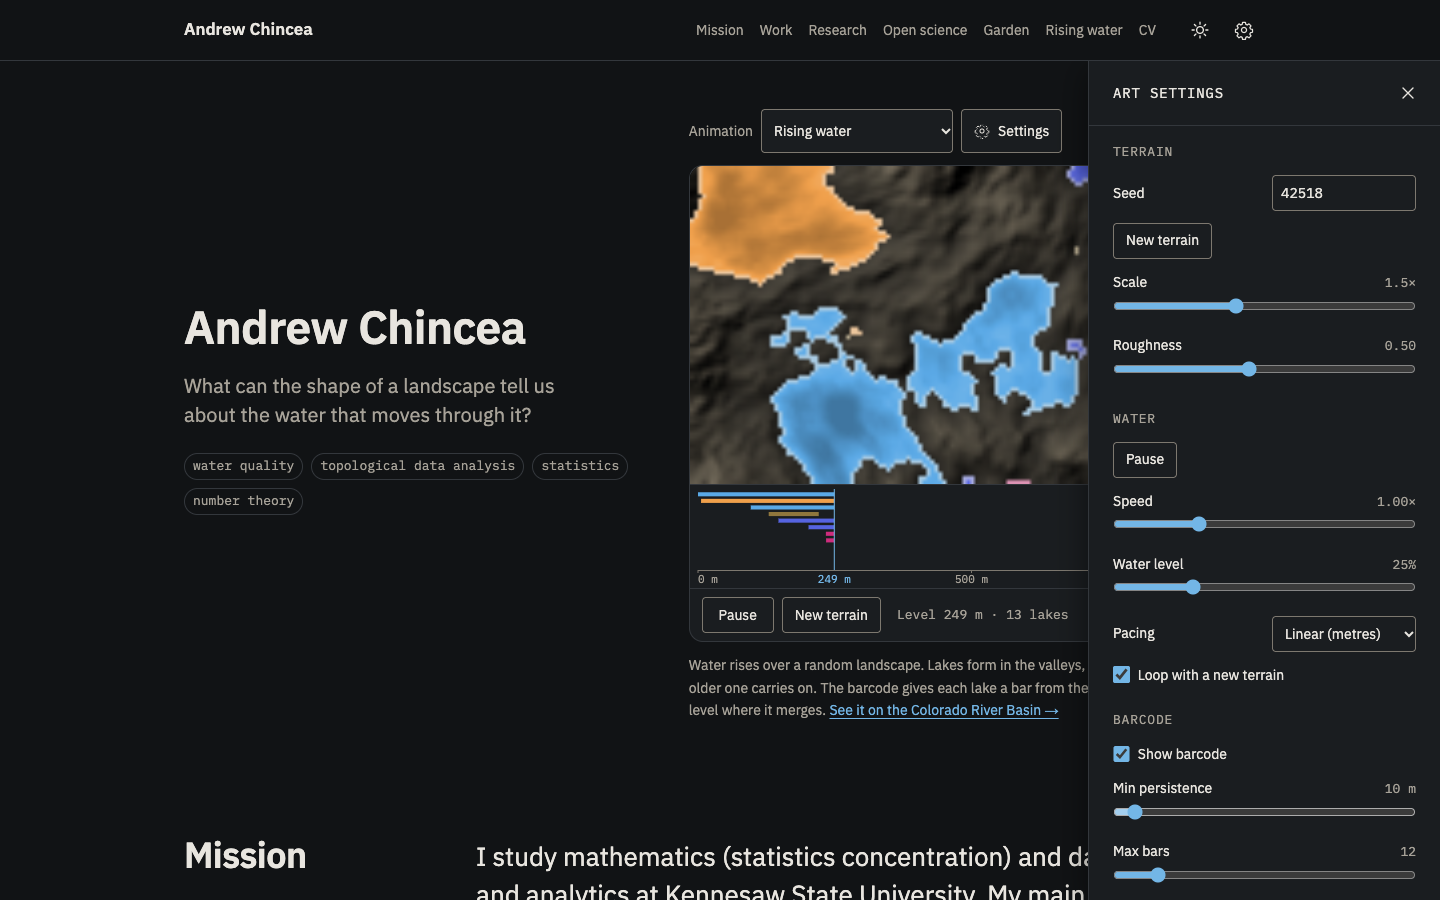 Andrew Chincea
Mission Work Research Open science Garden Rising water CV
Animation Rising water Settings
Andrew Chincea
What can the shape of a landscape tell us
about the water that moves through it?
water quality topological data analysis statistics
number theory
0 m 249 m 500 m
Pause New terrain Level 249 m · 13 lakes
Water rises over a random landscape. Lakes form in the valleys,
older one carries on. The barcode gives each lake a bar from the
level where it merges. See it on the Colorado River Basin →
Mission
I study mathematics (statistics concentration) and
and analytics at Kennesaw State University. My main
ART SETTINGS
TERRAIN
Seed 42518
New terrain
Scale 1.5×
Roughness 0.50
WATER
Pause
Speed 1.00×
Water level 25%
Pacing Linear (metres)
Loop with a new terrain
BARCODE
Show barcode
Min persistence 10 m
Max bars 12